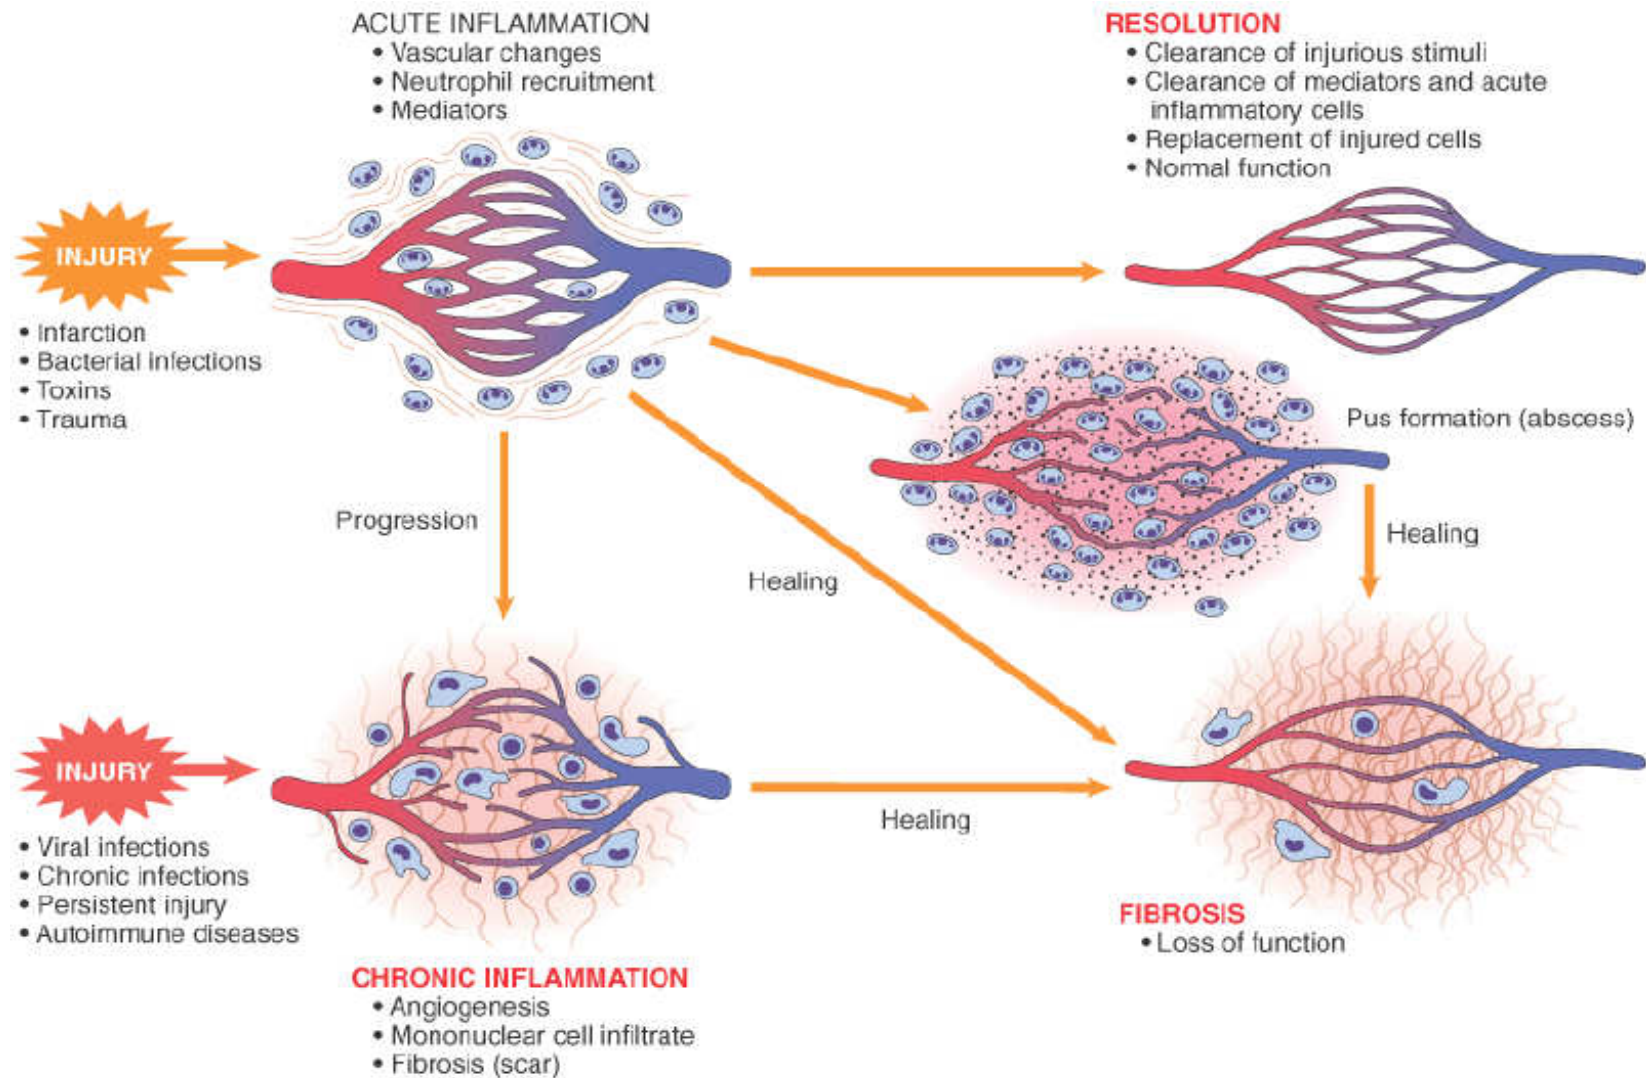 ACUTE INFLAMMATION
• Vascular changes
• Neutrophil recruitment
• Mediators
RESOLUTION
• Clearance of injurious stimuli
• Clearance of mediators and acute
inflammatory cells
• Replacement of injured cells
• Normal function
INJURY
• Infarction
• Bacterial infections
• Toxins
• Trauma
Pus formation (abscess)
Progression
Healing
Healing
INJURY
• Viral infections
• Chronic infections
• Persistent injury
• Autoimmune diseases
Healing
CHRONIC INFLAMMATION
• Angiogenesis
• Mononuclear cell infiltrate
• Fibrosis (scar)
FIBROSIS
• Loss of function